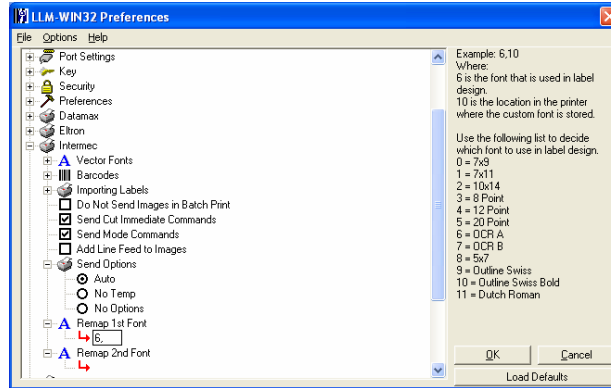 LLM-WIN32 Preferences
File Options Help
Port Settings
Key
Security
Preferences
Datamax
Eltron
Intermec
A Vector Fonts
Barcodes
Importing Labels
Do Not Send Images in Batch Print
Send Cut Immediate Commands
Send Mode Commands
Add Line Feed to Images
Send Options
Auto
No Temp
No Options
A Remap 1st Font
6,
A Remap 2nd Font
Example: 6,10
Where:
6 is the font that is used in label
design.
10 is the location in the printer
where the custom font is stored.
Use the following list to decide
which font to use in label design.
0 = 7x9
1 = 7x11
2 = 10x14
3 = 8 Point
4 = 12 Point
5 = 20 Point
6 = OCR A
7 = OCR B
8 = 5x7
9 = Outline Swiss
10 = Outline Swiss Bold
11 = Dutch Roman
OK
Cancel
Load Defaults